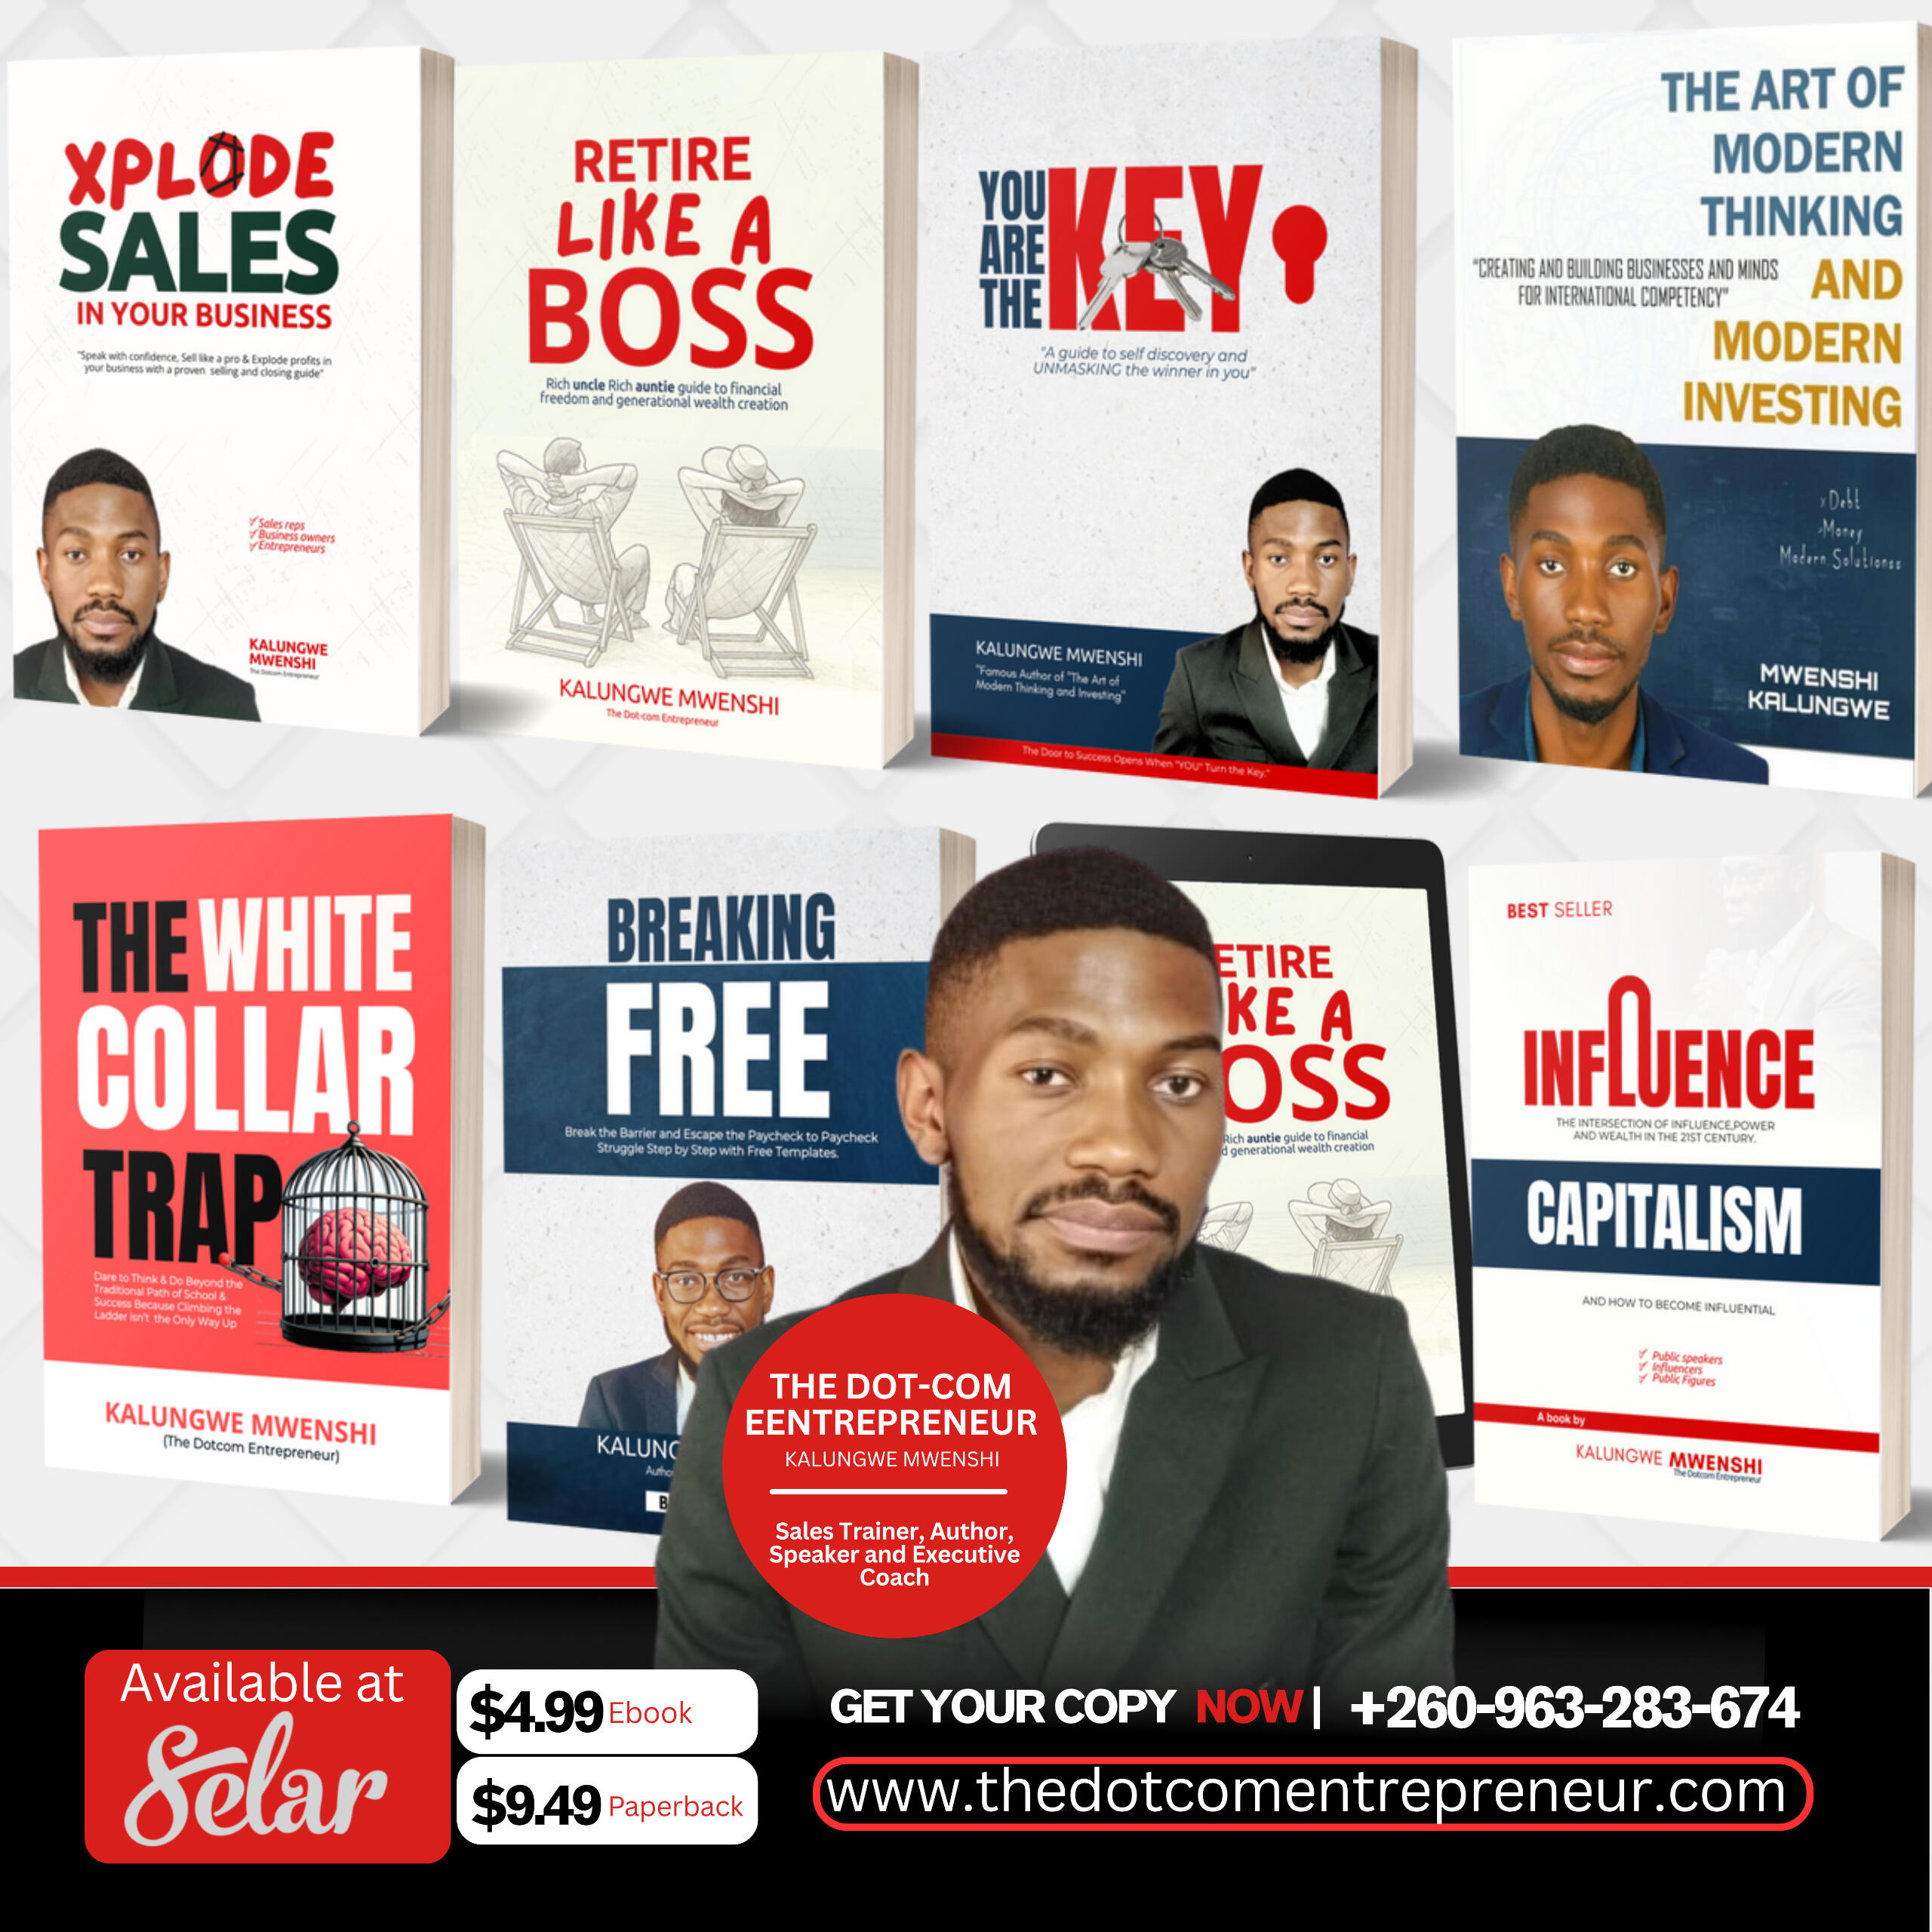 XPLODE
SALES
IN YOUR BUSINESS
"Speak with confidence, Sell like a pro & Explode profits in
your business with a proven selling and closing guide"
Sales reps
Business owners
Entrepreneurs
KALUNGWE
MWENSHI
The Dotcom Entrepreneur
RETIRE
LIKE A
BOSS
Rich uncle Rich auntie guide to financial
freedom and generational wealth creation
KALUNGWE MWENSHI
The Dot-com Entrepreneur
YOU
ARE
THE
KEY
"A guide to self discovery and
UNMASKING the winner in you"
KALUNGWE MWENSHI
"Famous Author of "The Art of
Modern Thinking and Investing"
The Door to Success Opens When "YOU" Turn the Key."
THE ART OF
MODERN
THINKING
AND
MODERN
INVESTING
"CREATING AND BUILDING BUSINESSES AND MINDS
FOR INTERNATIONAL COMPETENCY"
x Debt
Money
Modern Solutionss
MWENSHI
KALUNGWE
THE WHITE
COLLAR
TRAP
Dare to Think & Do Beyond the
Traditional Path of School &
Success Because Climbing the
Ladder isn't the Only Way Up
KALUNGWE MWENSHI
(The Dotcom Entrepreneur)
BREAKING
FREE
Break the Barrier and Escape the Paycheck to Paycheck
Struggle Step by Step with Free Templates.
KALUNG
Autho
B
ETIRE
KE A
OSS
Rich auntie guide to financial
d generational wealth creation
BEST SELLER
INFLUENCE
THE INTERSECTION OF INFLUENCE,POWER
AND WEALTH IN THE 21ST CENTURY.
CAPITALISM
AND HOW TO BECOME INFLUENTIAL
Public speakers
Influencers
Public Figures
A book by
KALUNGWE MWENSHI
The Dotcom Entrepreneur
THE DOT-COM
EENTREPRENEUR
KALUNGWE MWENSHI
Sales Trainer, Author,
Speaker and Executive
Coach
Available at
Selar
$4.99 Ebook
$9.49 Paperback
GET YOUR COPY NOW | +260-963-283-674
www.thedotcomentrepreneur.com